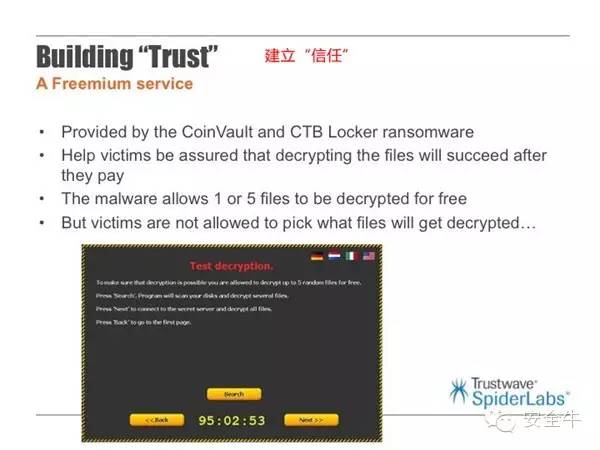 Building “Trust”
建立“信任”
A Freemium service
• Provided by the CoinVault and CTB Locker ransomware
• Help victims be assured that decrypting the files will succeed after
they pay
• The malware allows 1 or 5 files to be decrypted for free
• But victims are not allowed to pick what files will get decrypted…
Test decryption.
To make sure that decryption is possible you are allowed to decrypt up to 5 random files for free.
Press 'Search'. Program will scan your disks and decrypt several files.
Press 'Next' to connect to the secret server and decrypt all files.
Press 'Back' to go to the first page.
Search
<<Back
95:02:53
Next >>
Trustwave®
SpiderLabs®
安全牛